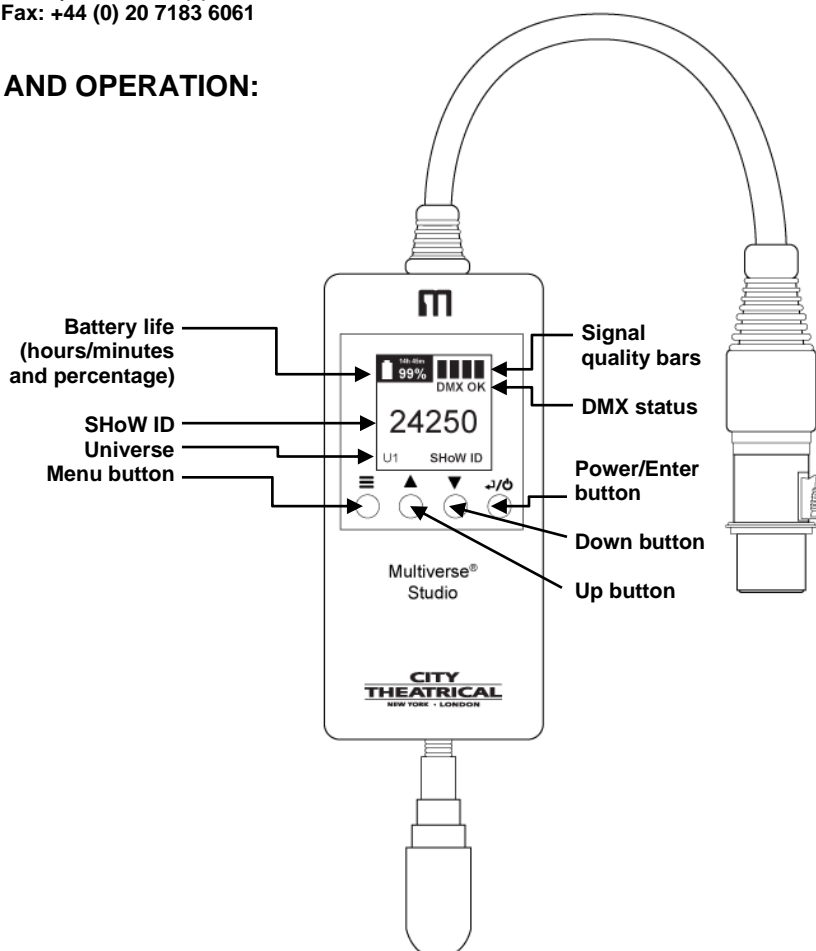 Fax: +44 (0) 20 7183 6061
AND OPERATION:
Battery life
(hours/minutes
and percentage)
SHoW ID
Universe
Menu button
14h 48m
99%
DMX OK
24250
U1 SHoW ID
Signal
quality bars
DMX status
Power/Enter
button
Down button
Up button
Multiverse®
Studio
CITY
THEATRICAL
NEW YORK • LONDON